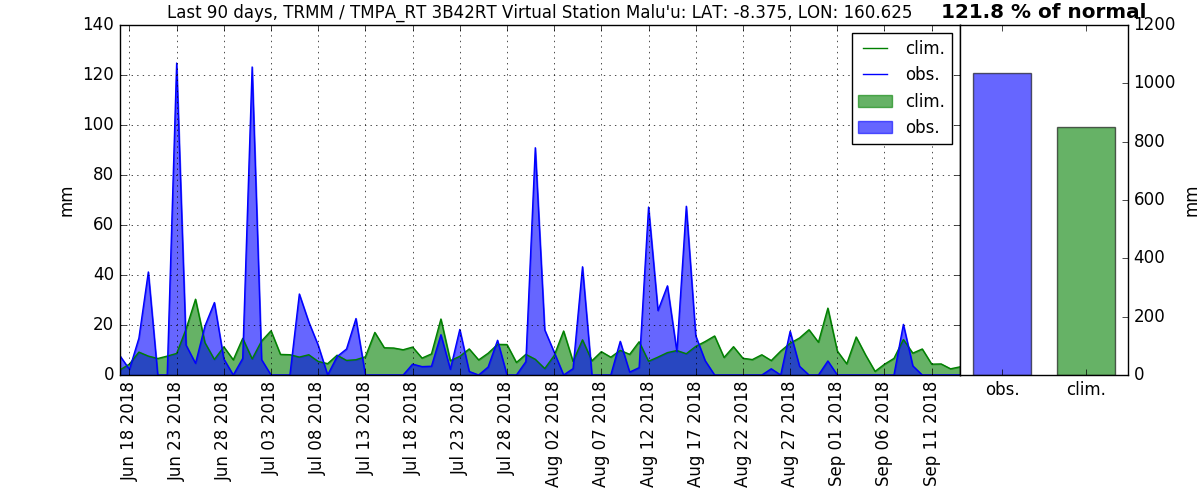 Last 90 days, TRMM / TMPA_RT 3B42RT Virtual Station Malu'u: LAT: -8.375, LON: 160.625
121.8 % of normal
140
120
100
80
60
40
20
0
mm
clim.
obs.
clim.
obs.
1200
1000
800
600
400
200
0
mm
Jun 18 2018
Jun 23 2018
Jun 28 2018
Jul 03 2018
Jul 08 2018
Jul 13 2018
Jul 18 2018
Jul 23 2018
Jul 28 2018
Aug 02 2018
Aug 07 2018
Aug 12 2018
Aug 17 2018
Aug 22 2018
Aug 27 2018
Sep 01 2018
Sep 06 2018
Sep 11 2018
obs.
clim.